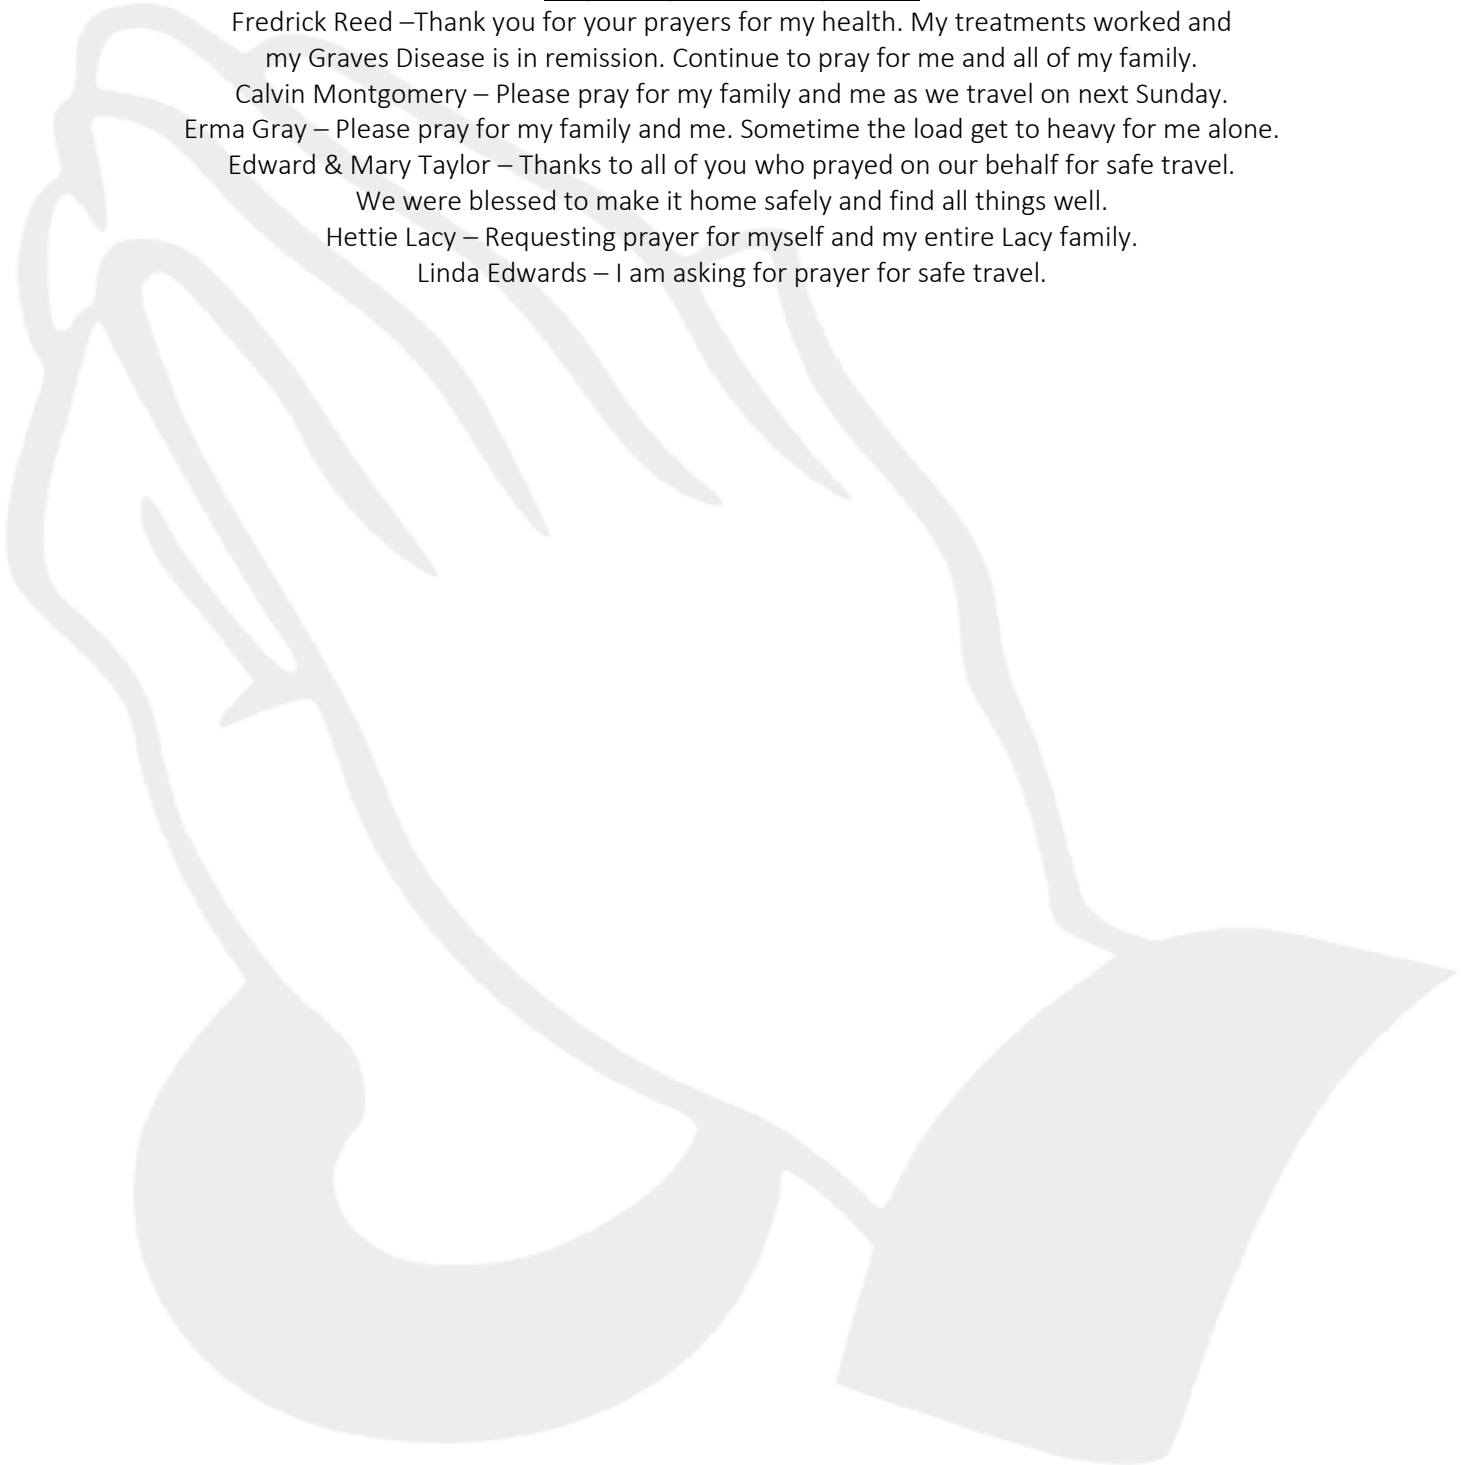 Fredrick Reed –Thank you for your prayers for my health. My treatments worked and
my Graves Disease is in remission. Continue to pray for me and all of my family.
Calvin Montgomery – Please pray for my family and me as we travel on next Sunday.
Erma Gray – Please pray for my family and me. Sometime the load get to heavy for me alone.
Edward & Mary Taylor – Thanks to all of you who prayed on our behalf for safe travel.
We were blessed to make it home safely and find all things well.
Hettie Lacy – Requesting prayer for myself and my entire Lacy family.
Linda Edwards – I am asking for prayer for safe travel.